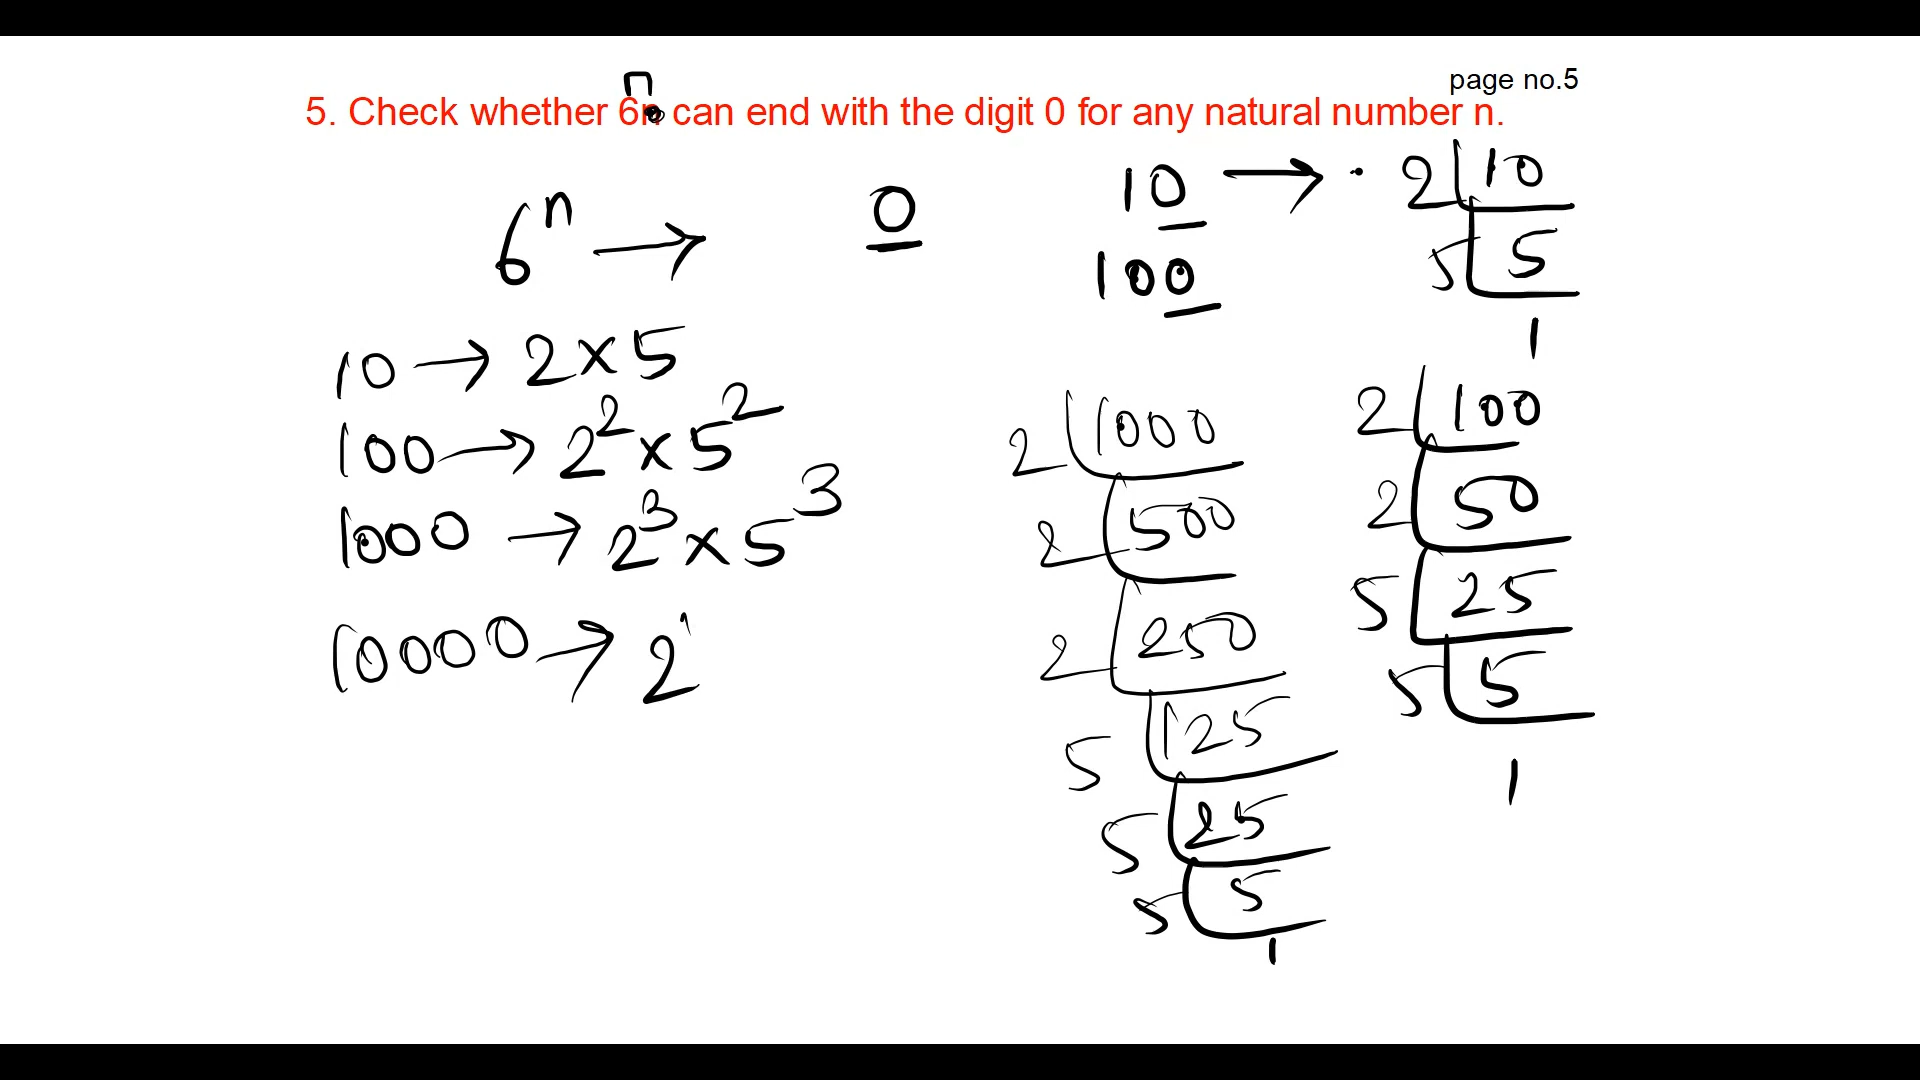 page no.5
n
5. Check whether 6n can end with the digit 0 for any natural number n.
6^n → 0
10 → 2×5
100 → 2^2 × 5^2
1000 → 2^3 × 5^3
10000 → 2
10 →
100
2 | 10
5 | 5
1
2 | 1000
2 | 500
2 | 250
5 | 125
5 | 25
5 | 5
1
2 | 100
2 | 50
5 | 25
5 | 5
1